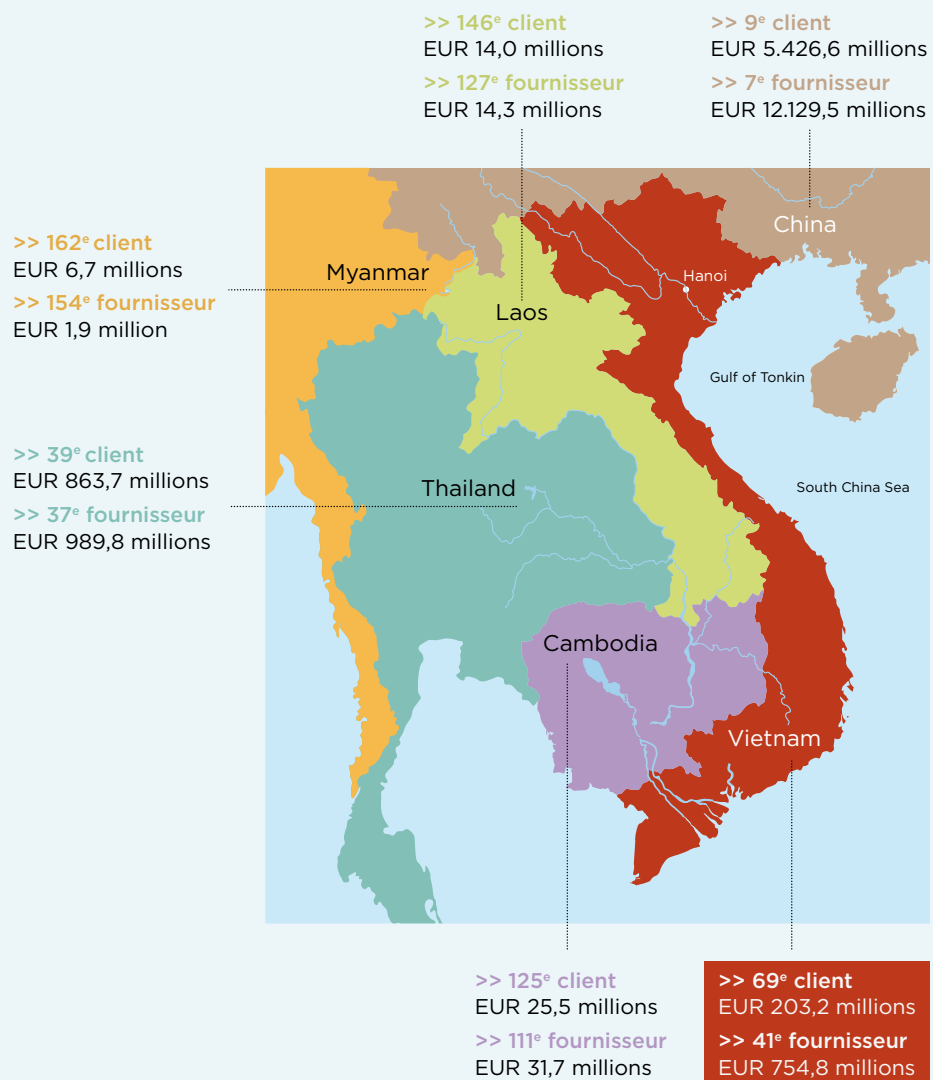 >> 146e client
EUR 14,0 millions
>> 127e fournisseur
EUR 14,3 millions
>> 9e client
EUR 5.426,6 millions
>> 7e fournisseur
EUR 12.129,5 millions
>> 162e client
EUR 6,7 millions
>> 154e fournisseur
EUR 1,9 million
>> 39e client
EUR 863,7 millions
>> 37e fournisseur
EUR 989,8 millions
China
Myanmar
Hanoi
Laos
Gulf of Tonkin
Thailand
South China Sea
Cambodia
Vietnam
>> 125e client
EUR 25,5 millions
>> 111e fournisseur
EUR 31,7 millions
>> 69e client
EUR 203,2 millions
>> 41e fournisseur
EUR 754,8 millions